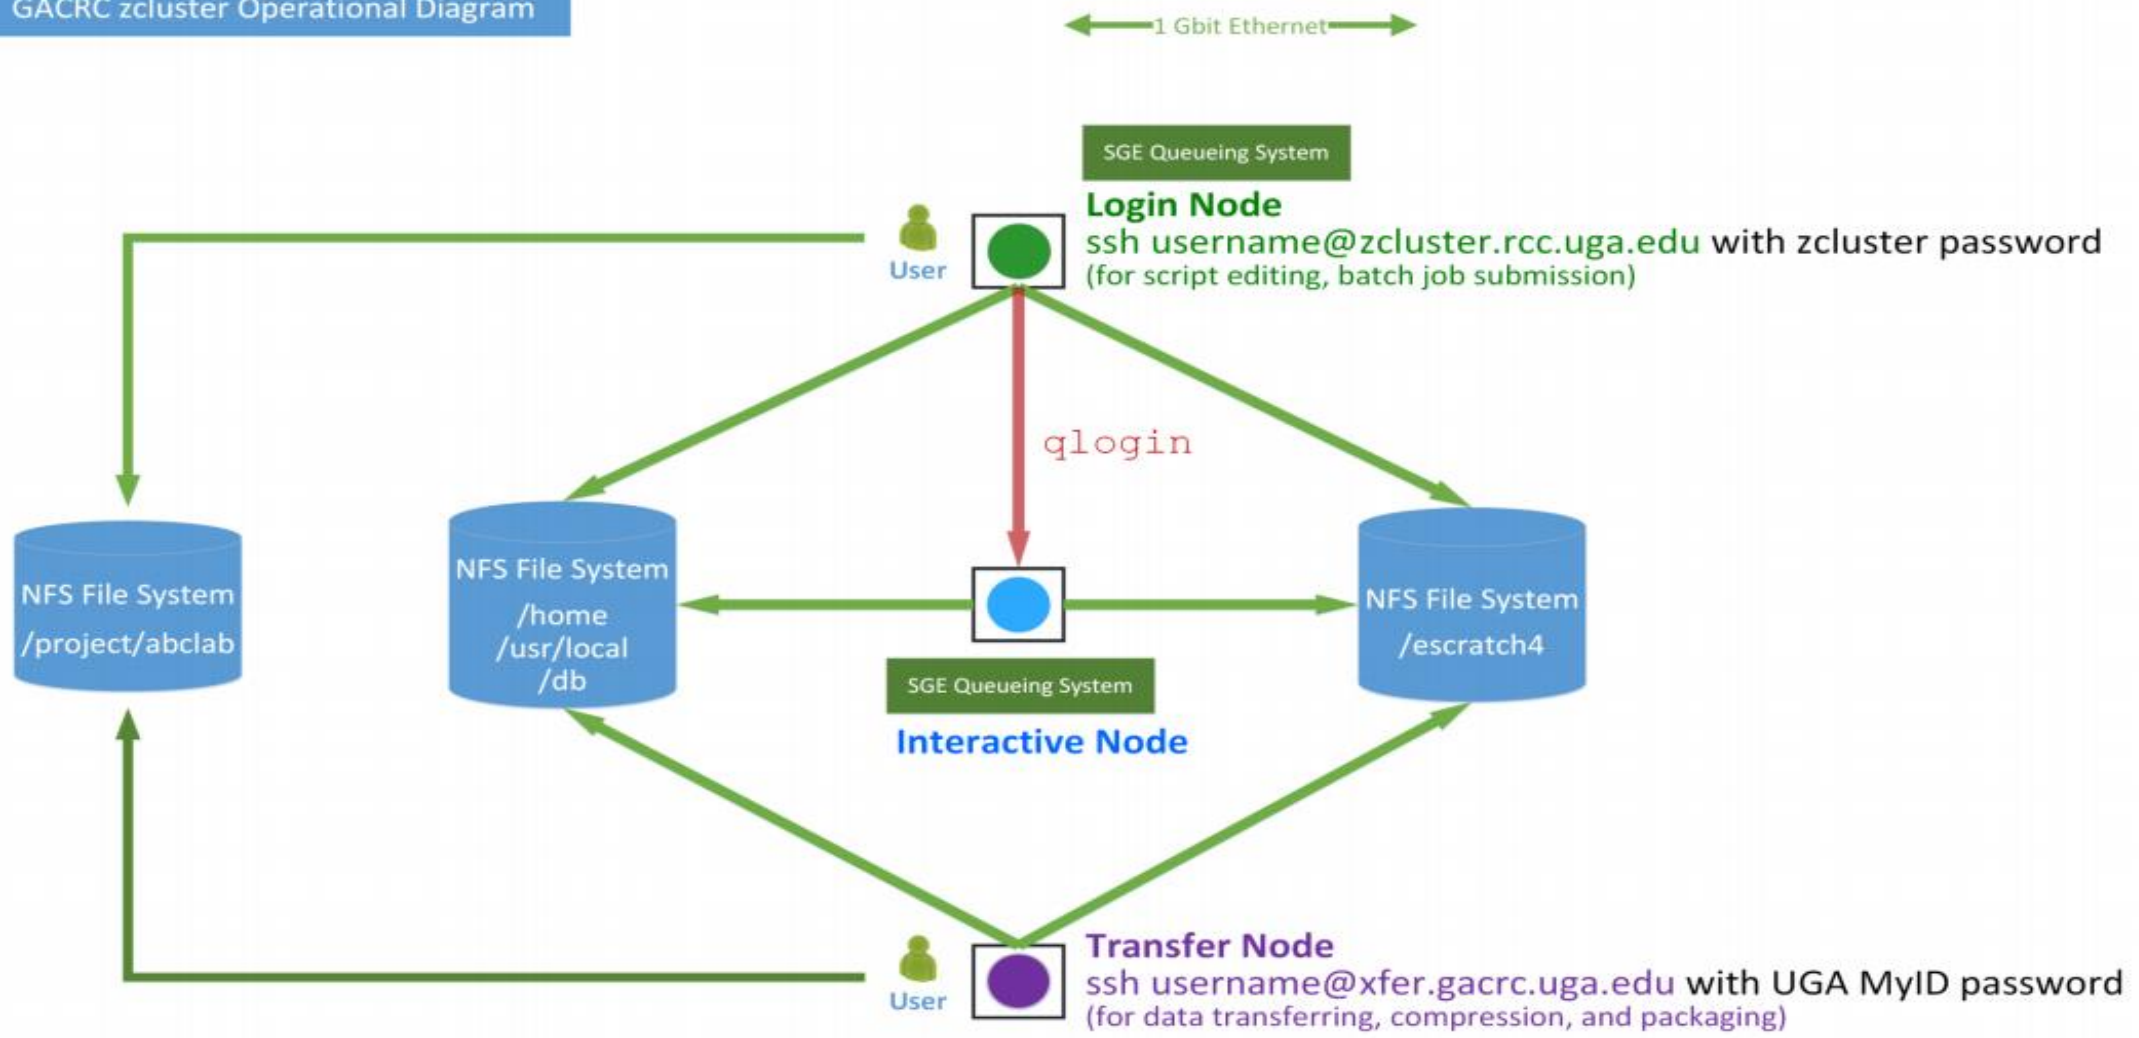 GACRC zcluster Operational Diagram
1 Gbit Ethernet
SGE Queueing System
Login Node
ssh username@zcluster.rcc.uga.edu with zcluster password
(for script editing, batch job submission)
User
qlogin
NFS File System
/project/abclab
NFS File System
/home
/usr/local
/db
NFS File System
/escratch4
SGE Queueing System
Interactive Node
Transfer Node
ssh username@xfer.gacrc.uga.edu with UGA MyID password
(for data transferring, compression, and packaging)
User